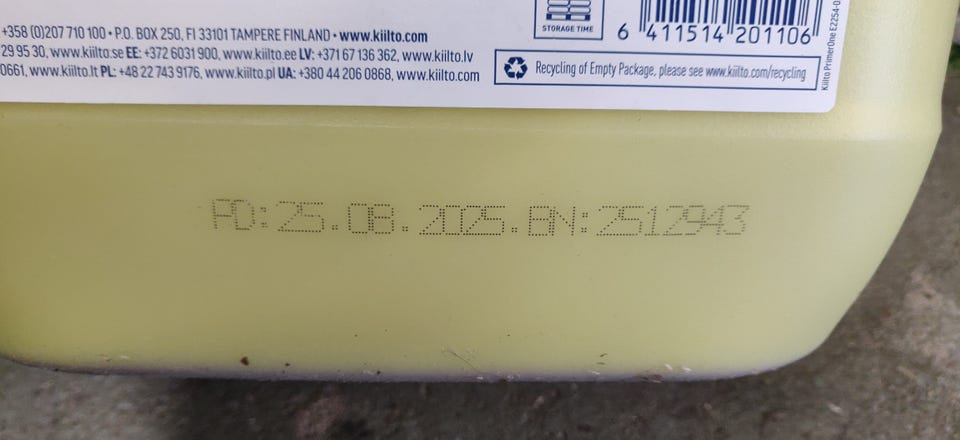 +358 (0)207 710 100 • P.O. BOX 250, FI 33101 TAMPERE FINLAND • www.kiilto.com
29 95 30, www.kiilto.se EE: +372 6031 900, www.kiilto.ee LV: +371 67 136 362, www.kiilto.lv
0661, www.kiilto.lt PL: +48 22 743 9176, www.kiilto.pl UA: +380 44 206 0868, www.kiilto.com
STORAGE TIME
6 411514 201106
Recycling of Empty Package, please see www.kiilto.com/recycling
Kiilto PrimerOne E2254-0
PD:25.08.2025.BN:2512943